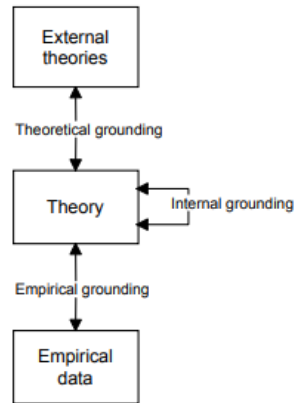 External
theories
Theoretical grounding
Theory
Internal grounding
Empirical grounding
Empirical
data